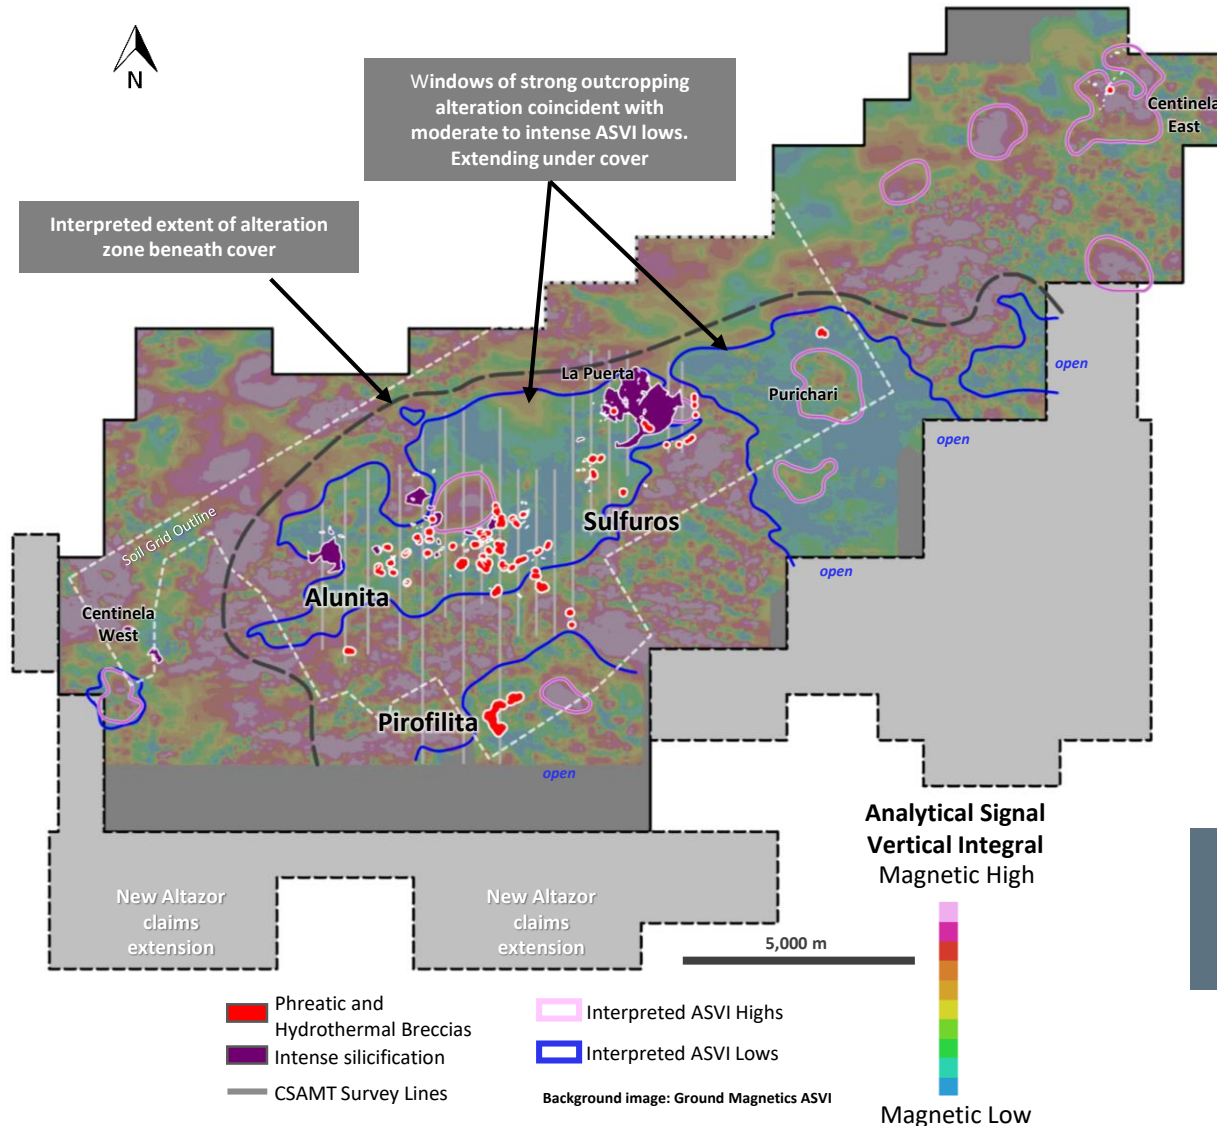 N
Windows of strong outcropping
alteration coincident with
moderate to intense ASVI lows.
Extending under cover
Centinela
East
Interpreted extent of alteration
zone beneath cover
La Puerta
Purichari
open
open
open
Sulfuros
Soil Grid Outline
Alunita
Centinela
West
Pirofilita
open
New Altazor
claims
extension
New Altazor
claims
extension
Analytical Signal
Vertical Integral
Magnetic High
5,000 m
Phreatic and
Hydrothermal Breccias
Intense silicification
CSAMT Survey Lines
Interpreted ASVI Highs
Interpreted ASVI Lows
Background image: Ground Magnetics ASVI
Magnetic Low